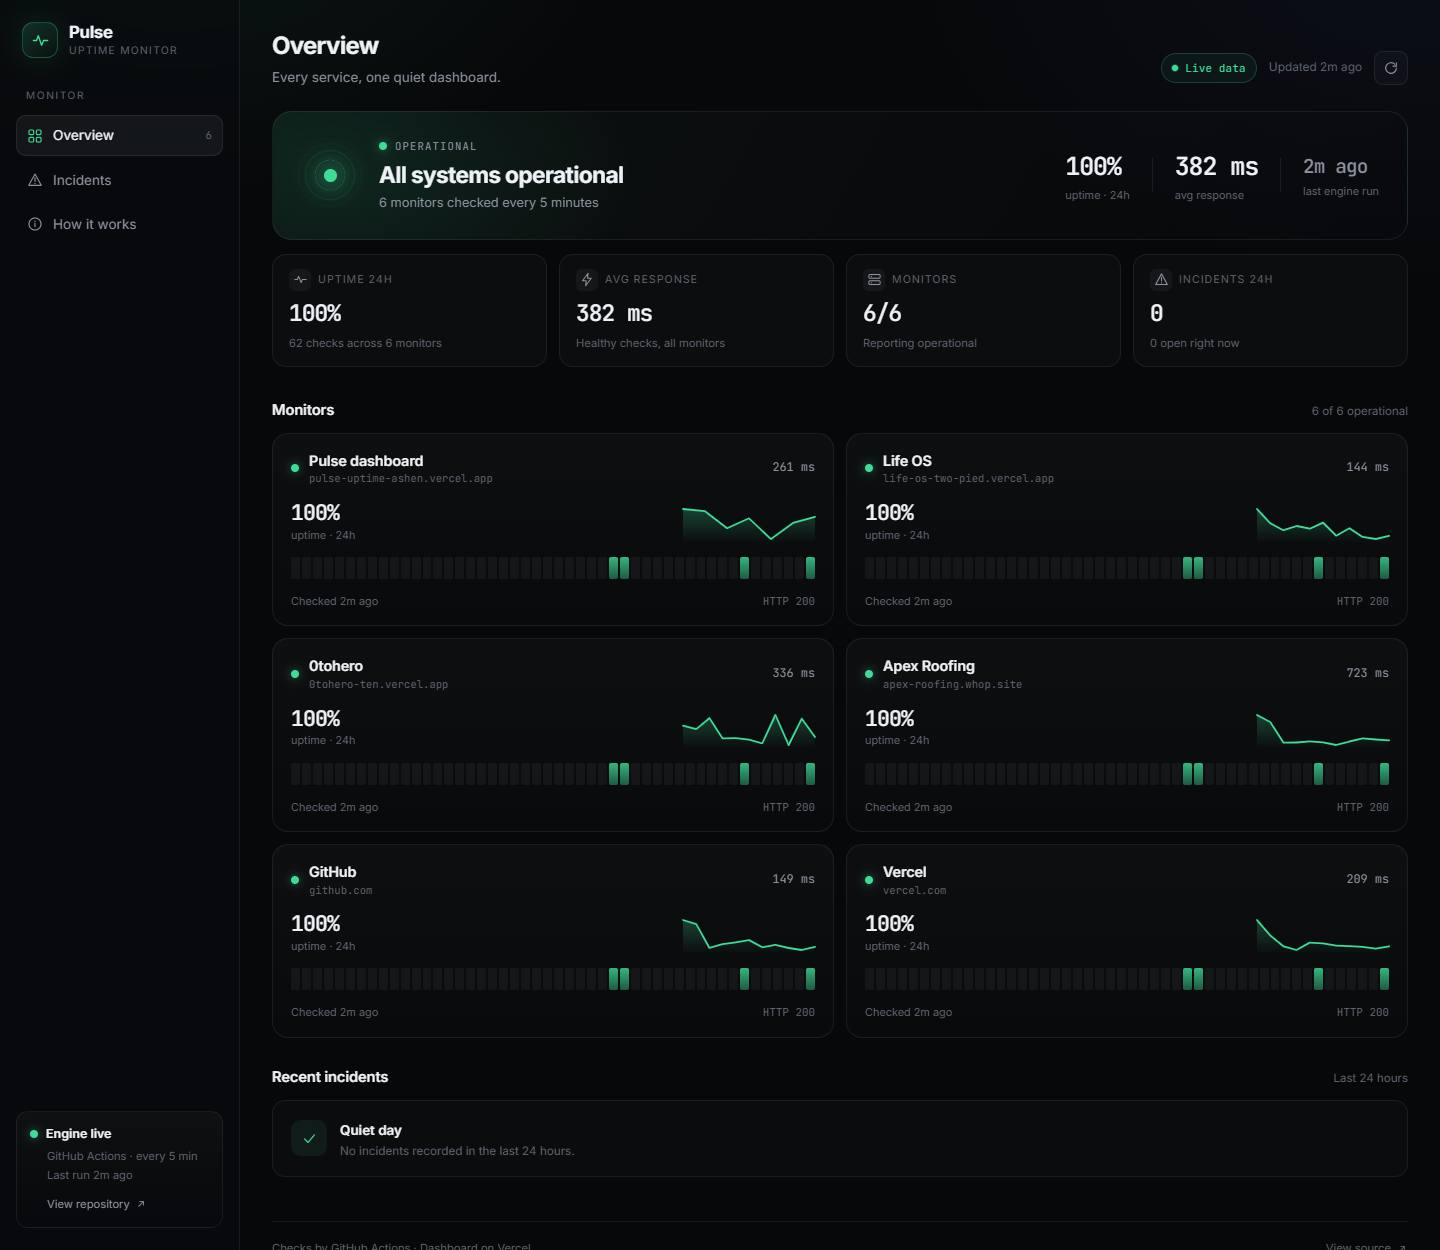 Pulse
UPTIME MONITOR
MONITOR
Overview 6
Incidents
How it works
Engine live
GitHub Actions · every 5 min
Last run 2m ago
View repository ↗
Overview
Every service, one quiet dashboard.
Live data Updated 2m ago
OPERATIONAL
All systems operational
6 monitors checked every 5 minutes
100%
uptime · 24h
382 ms
avg response
2m ago
last engine run
UPTIME 24H
100%
62 checks across 6 monitors
AVG RESPONSE
382 ms
Healthy checks, all monitors
MONITORS
6/6
Reporting operational
INCIDENTS 24H
0
0 open right now
Monitors 6 of 6 operational
Pulse dashboard 261 ms
pulse-uptime-ashen.vercel.app
100%
uptime · 24h
Checked 2m ago HTTP 200
Life OS 144 ms
life-os-two-pied.vercel.app
100%
uptime · 24h
Checked 2m ago HTTP 200
0tohero 336 ms
0tohero-ten.vercel.app
100%
uptime · 24h
Checked 2m ago HTTP 200
Apex Roofing 723 ms
apex-roofing.whop.site
100%
uptime · 24h
Checked 2m ago HTTP 200
GitHub 149 ms
github.com
100%
uptime · 24h
Checked 2m ago HTTP 200
Vercel 209 ms
vercel.com
100%
uptime · 24h
Checked 2m ago HTTP 200
Recent incidents Last 24 hours
Quiet day
No incidents recorded in the last 24 hours.
Checks by GitHub Actions · Dashboard on Vercel View source ↗